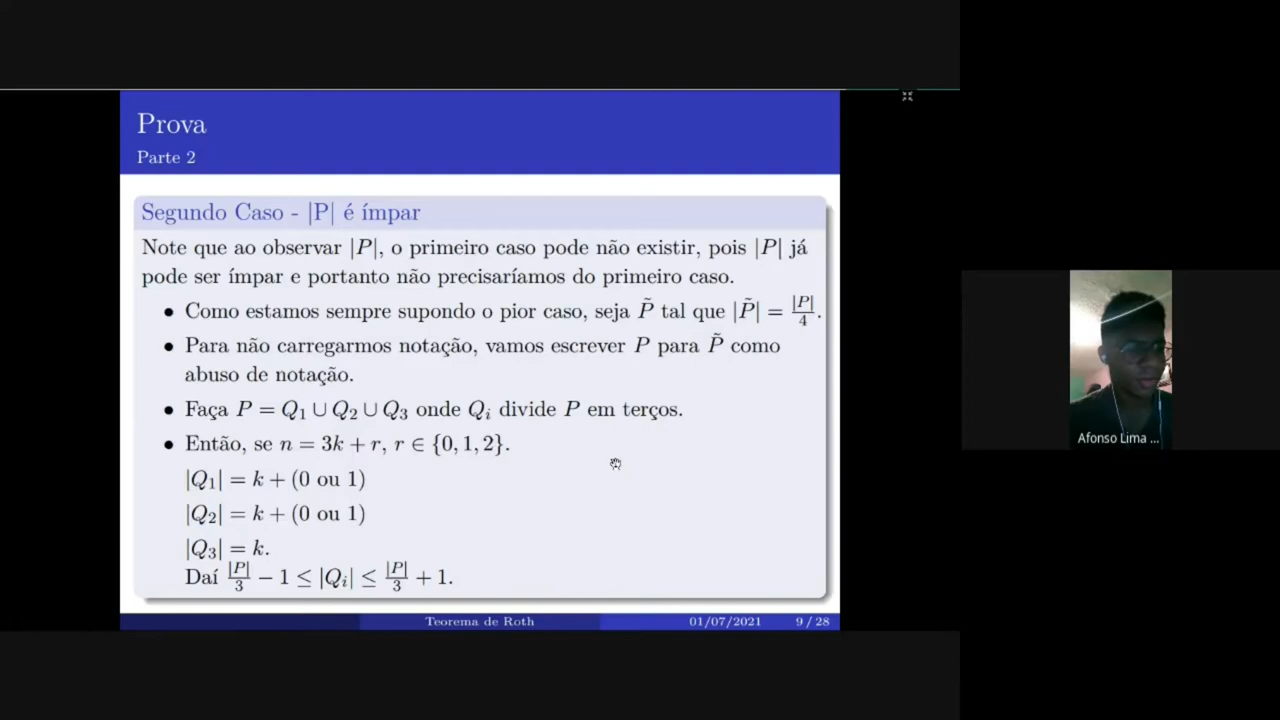 Prova
Parte 2
Segundo Caso - |P| é ímpar
Note que ao observar |P|, o primeiro caso pode não existir, pois |P| já
pode ser ímpar e portanto não precisaríamos do primeiro caso.
• Como estamos sempre supondo o pior caso, seja P̃ tal que |P̃| = |P|/4.
• Para não carregarmos notação, vamos escrever P para P̃ como
abuso de notação.
• Faça P = Q₁ ∪ Q₂ ∪ Q₃ onde Qᵢ divide P em terços.
• Então, se n = 3k + r, r ∈ {0, 1, 2}.
|Q₁| = k + (0 ou 1)
|Q₂| = k + (0 ou 1)
|Q₃| = k.
Daí |P|/3 − 1 ≤ |Qᵢ| ≤ |P|/3 + 1.
Teorema de Roth
01/07/2021
9 / 28
Afonso Lima ...